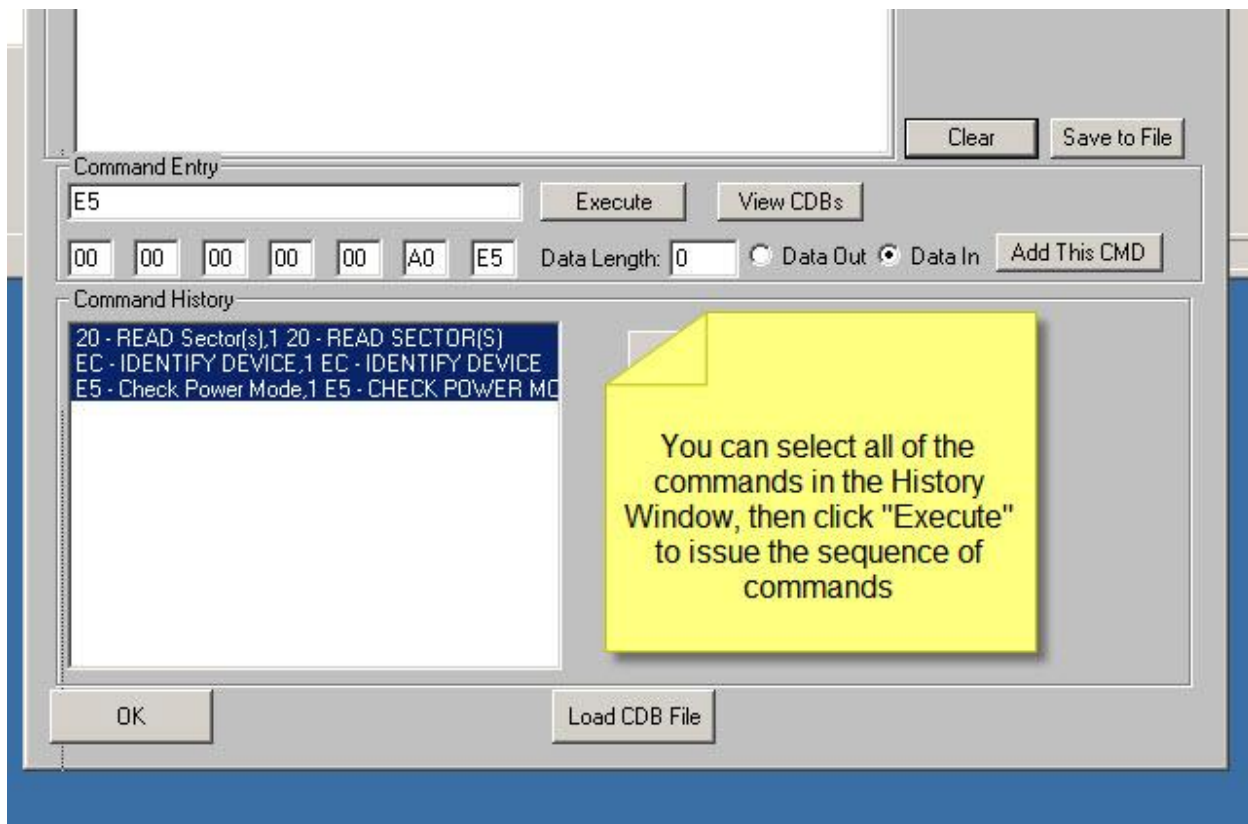 Clear Save to File
Command Entry
E5 Execute View CDBs
00 00 00 00 00 A0 E5 Data Length: 0 Data Out Data In Add This CMD
Command History
20 - READ Sector(s),1 20 - READ SECTOR(S)
EC - IDENTIFY DEVICE,1 EC - IDENTIFY DEVICE
E5 - Check Power Mode,1 E5 - CHECK POWER MO
You can select all of the
commands in the History
Window, then click "Execute"
to issue the sequence of
commands
OK Load CDB File